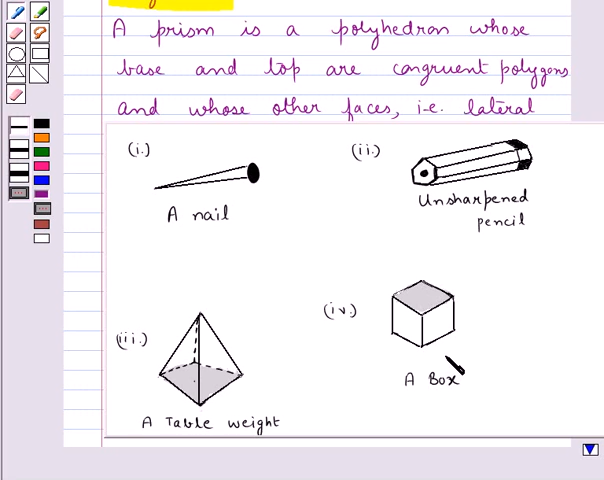 A prism is a polyhedron whose
base and top are congruent polygons
and whose other faces, i.e. lateral
(i.)
(ii.)
A nail
Unsharpened
pencil
(iii.)
(iv.)
A Box
A Table weight